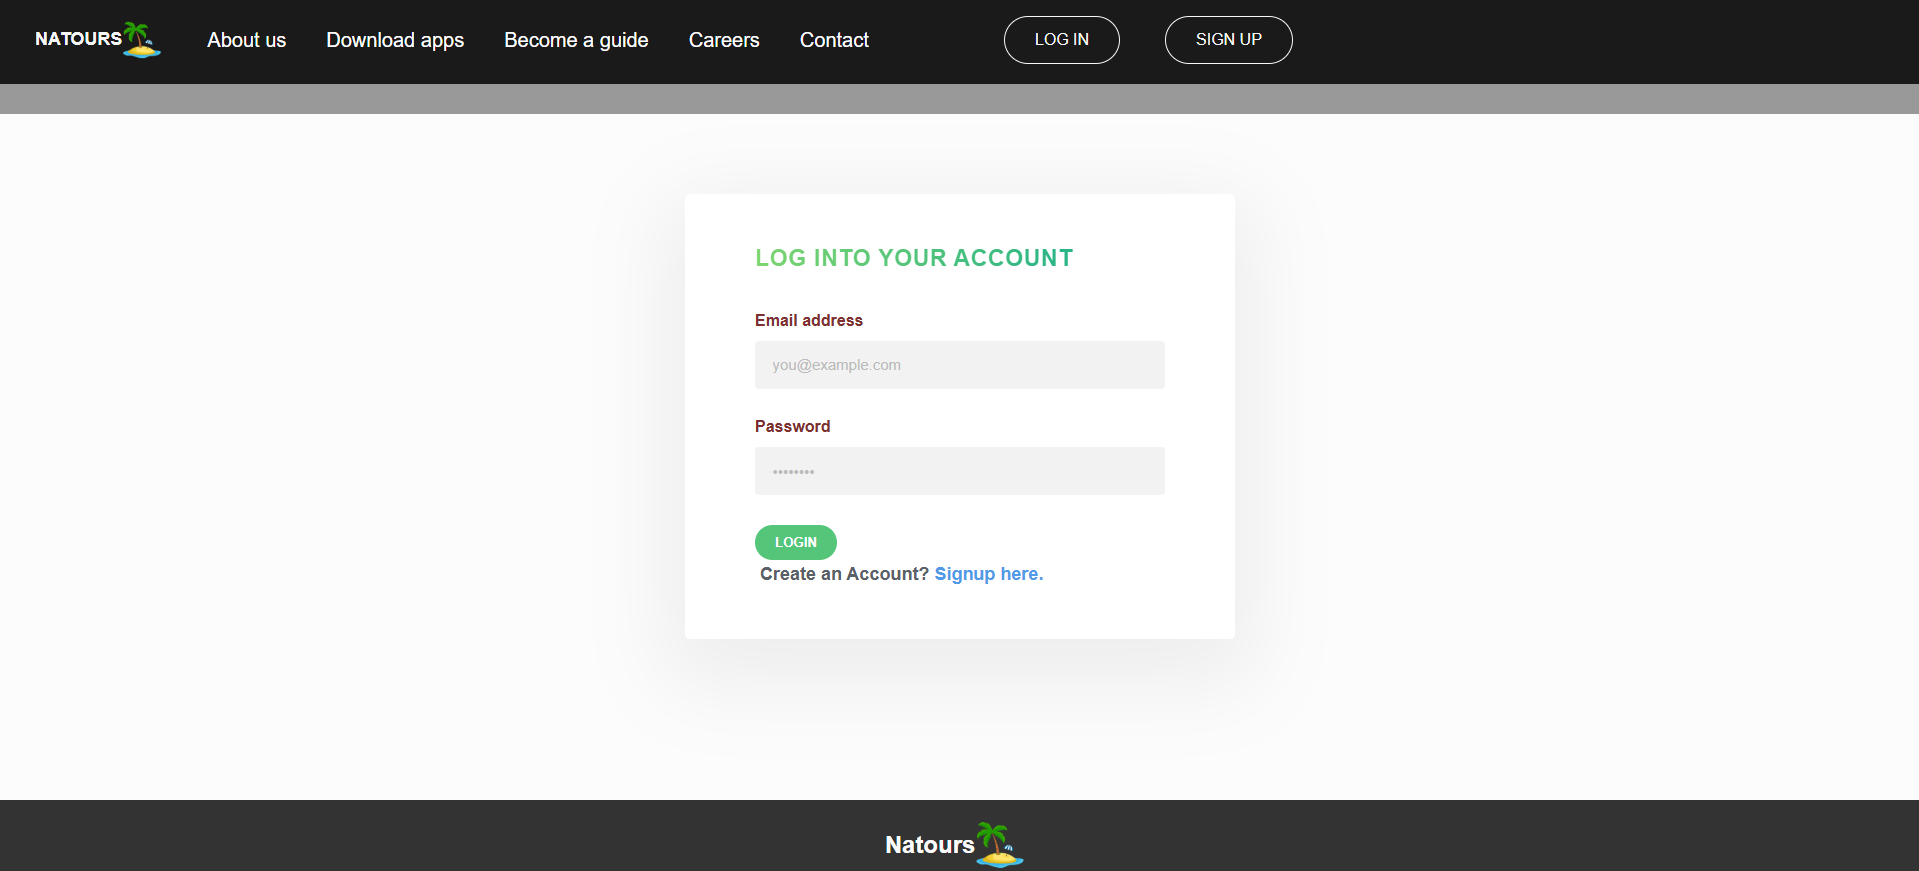 NATOURS About us Download apps Become a guide Careers Contact LOG IN SIGN UP
LOG INTO YOUR ACCOUNT
Email address
you@example.com
Password
••••••••
LOGIN
Create an Account? Signup here.
Natours